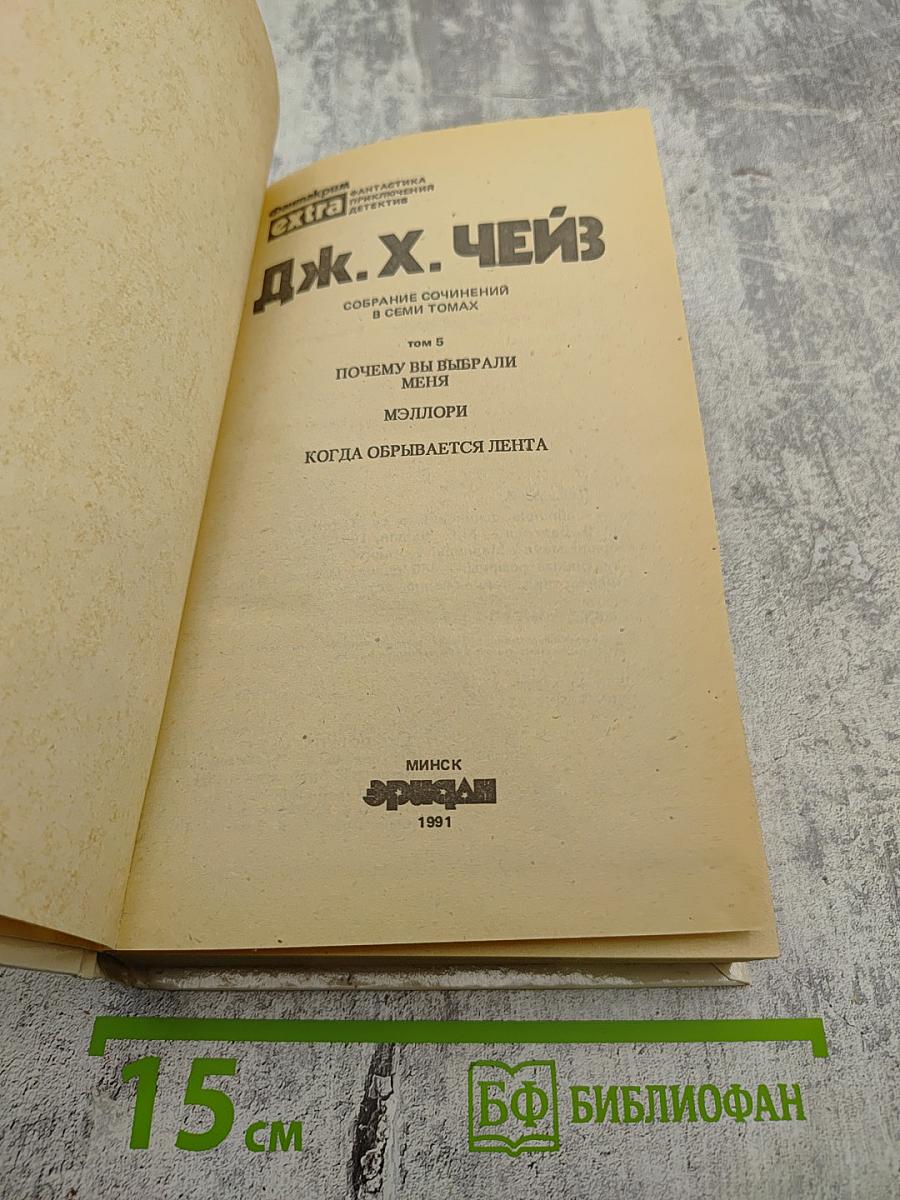 Фантакрим
extra
ФАНТАСТИКА
ПРИКЛЮЧЕНИЯ
ДЕТЕКТИВ
ДЖ. Х. ЧЕЙЗ
СОБРАНИЕ СОЧИНЕНИЙ
В СЕМИ ТОМАХ
том 5
ПОЧЕМУ ВЫ ВЫБРАЛИ
МЕНЯ
МЭЛЛОРИ
КОГДА ОБРЫВАЕТСЯ ЛЕНТА
МИНСК
эридан
1991
15 см
БФ БИБЛИОФАН